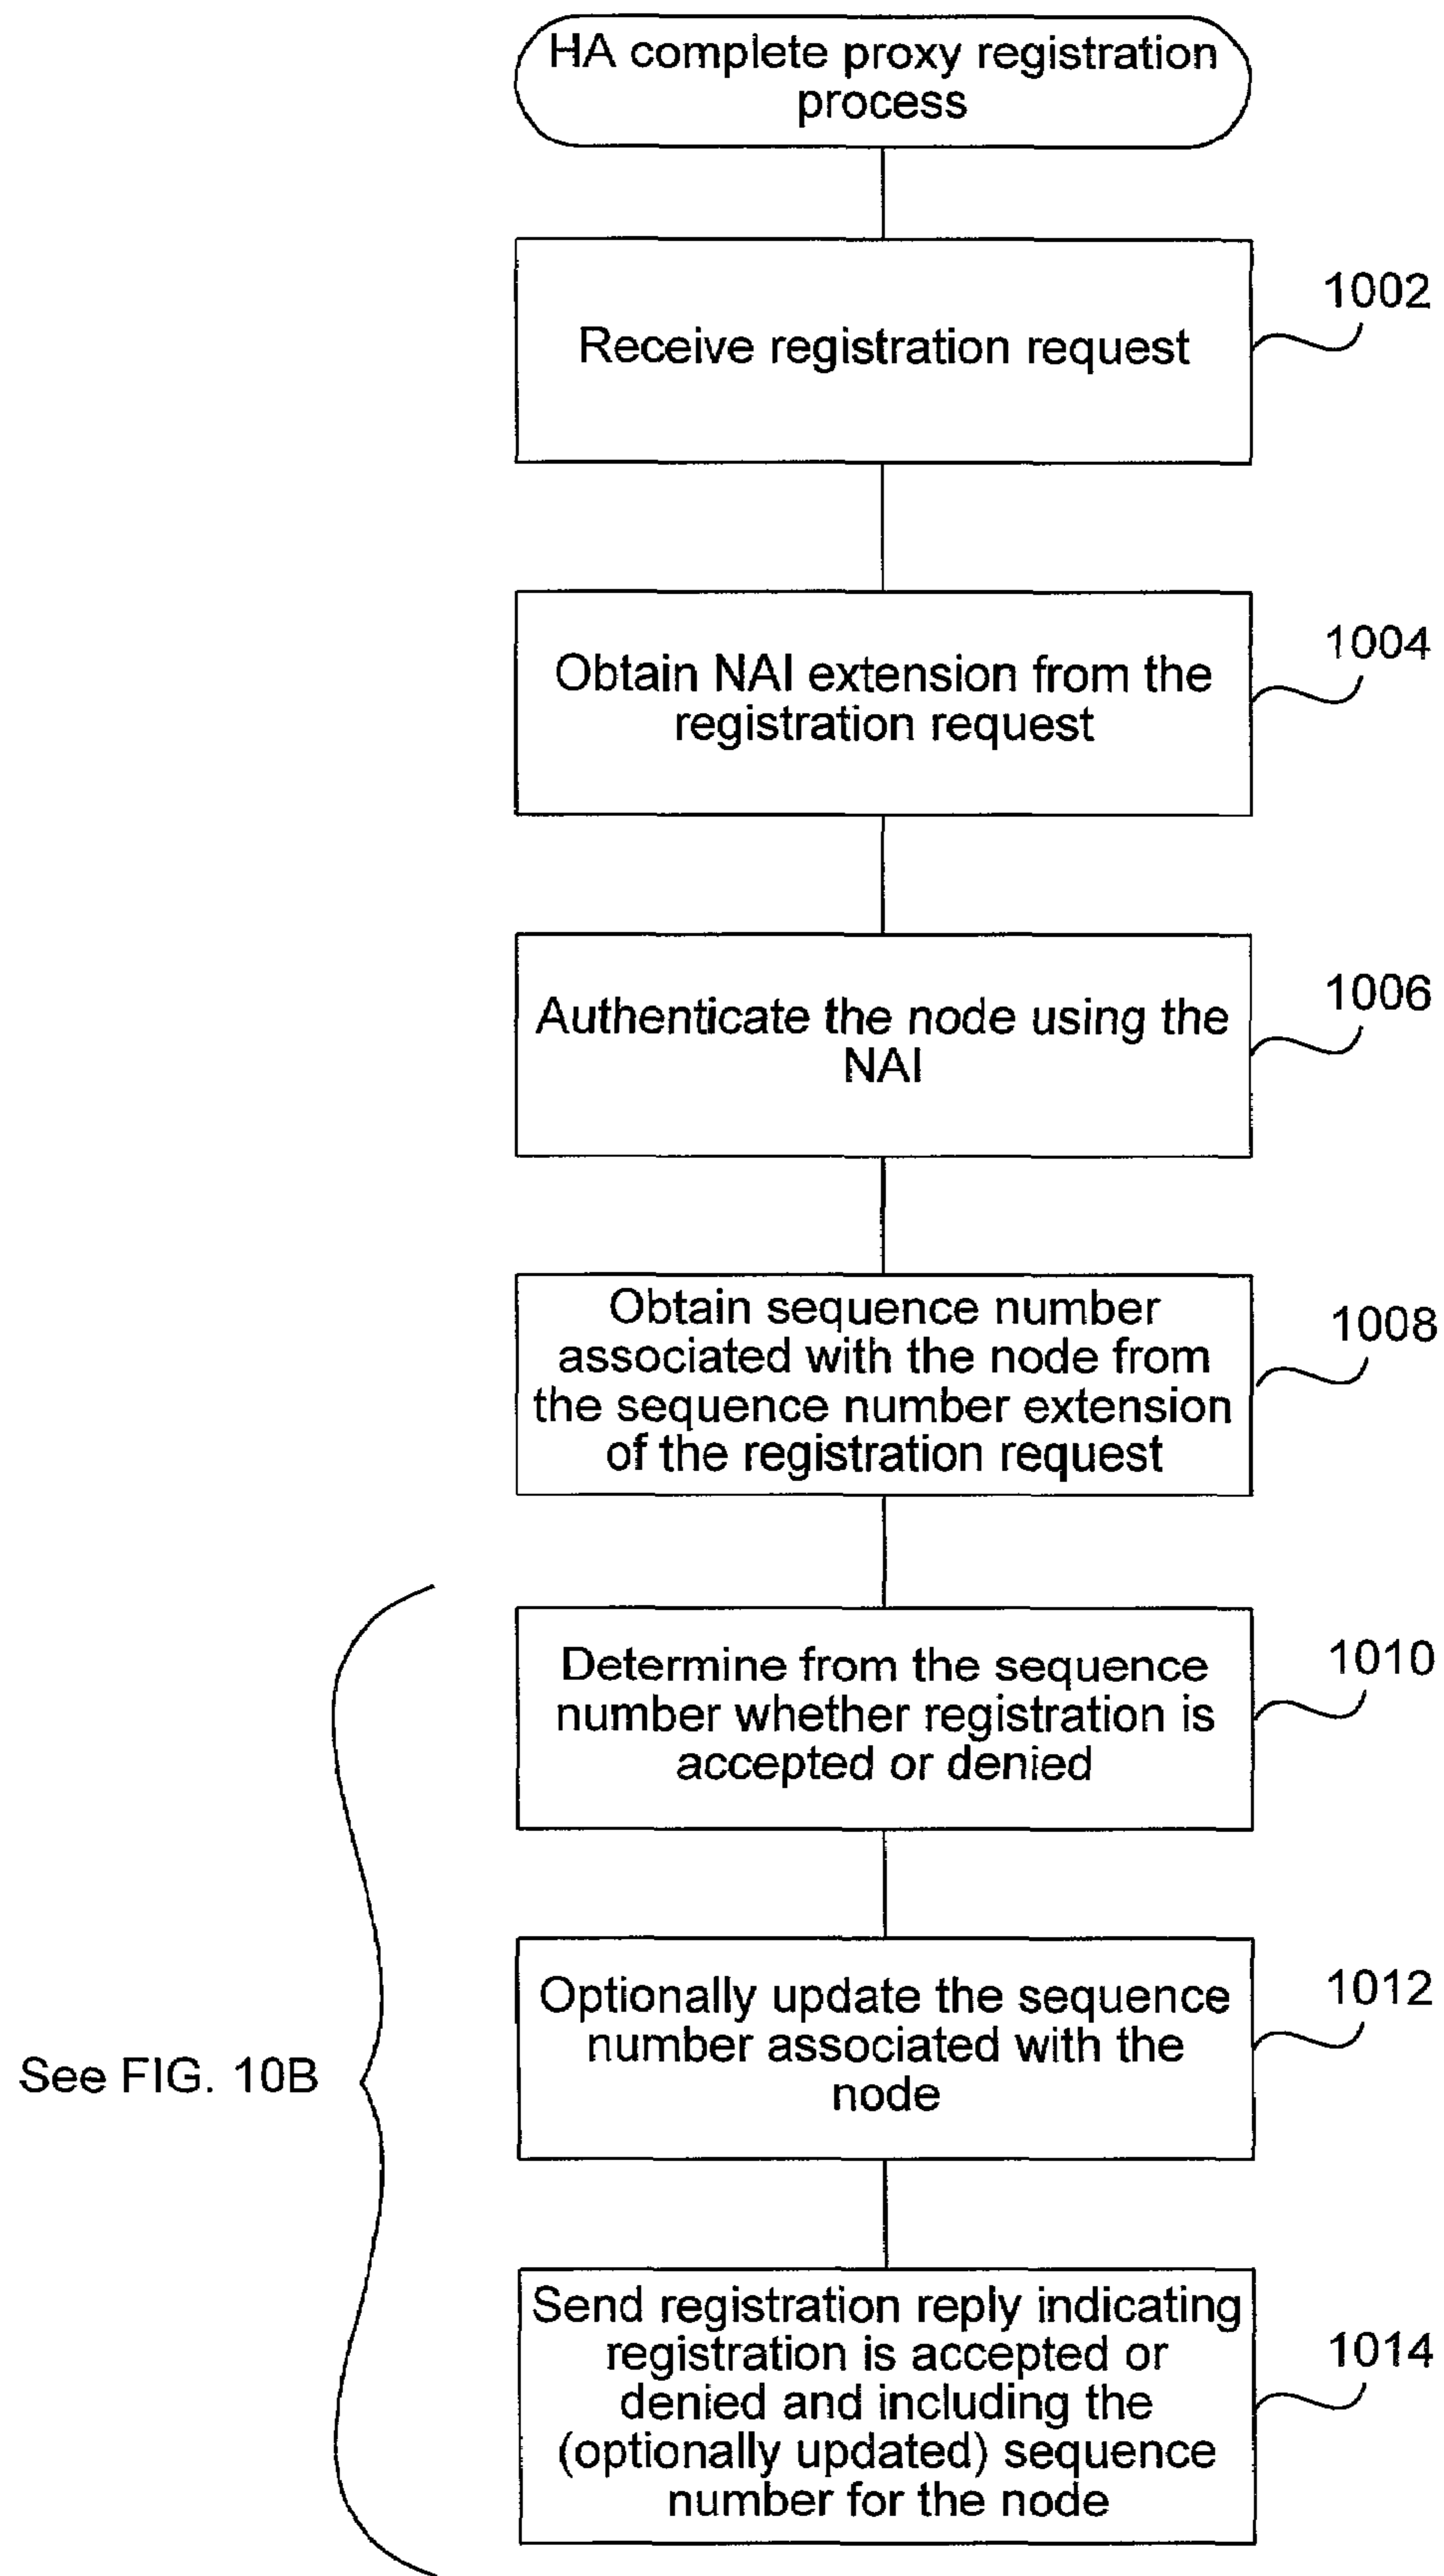 HA complete proxy registration
process
1002
Receive registration request
1004
Obtain NAI extension from the
registration request
1006
Authenticate the node using the
NAI
1008
Obtain sequence number
associated with the node from
the sequence number extension
of the registration request
1010
Determine from the sequence
number whether registration is
accepted or denied
1012
Optionally update the sequence
number associated with the
node
See FIG. 10B
1014
Send registration reply indicating
registration is accepted or
denied and including the
(optionally updated) sequence
number for the node